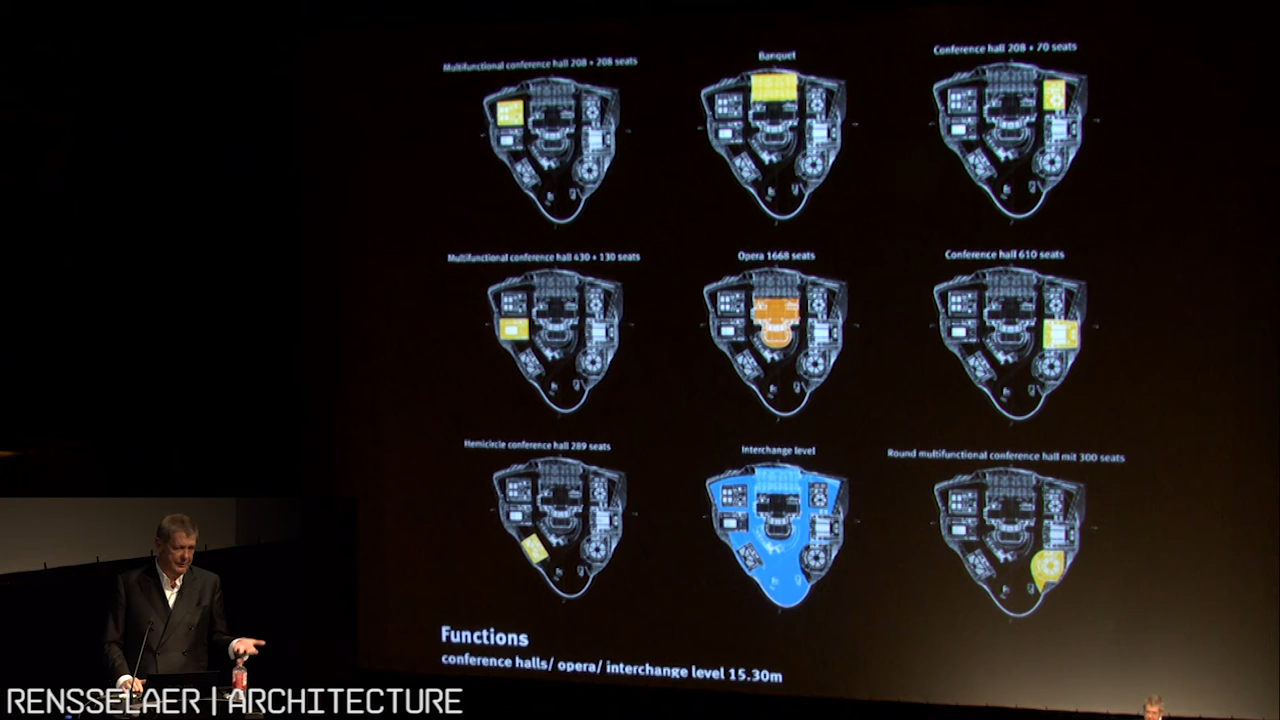 Multifunctional conference hall 208 + 208 seats
Banquet
Conference hall 208 + 70 seats
Multifunctional conference hall 430 + 130 seats
Opera 1668 seats
Conference hall 610 seats
Hemicircle conference hall 289 seats
Interchange level
Round multifunctional conference hall mit 300 seats
Functions
conference halls/ opera/ interchange level 15.30m
RENSSELAER | ARCHITECTURE